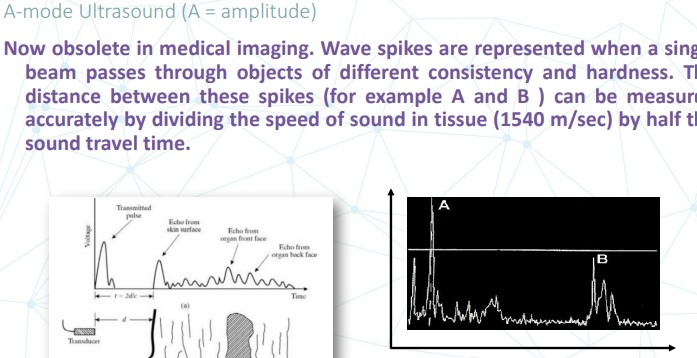 A-mode Ultrasound (A = amplitude)
Now obsolete in medical imaging. Wave spikes are represented when a sing
beam passes through objects of different consistency and hardness. Th
distance between these spikes (for example A and B ) can be measure
accurately by dividing the speed of sound in tissue (1540 m/sec) by half th
sound travel time.
Transmitted
pulse
Echo from
skin surface
Echo from
organ front face
Echo from
organ back face
Voltage
t = 2d/c
Time
(a)
d
Transducer
A
B